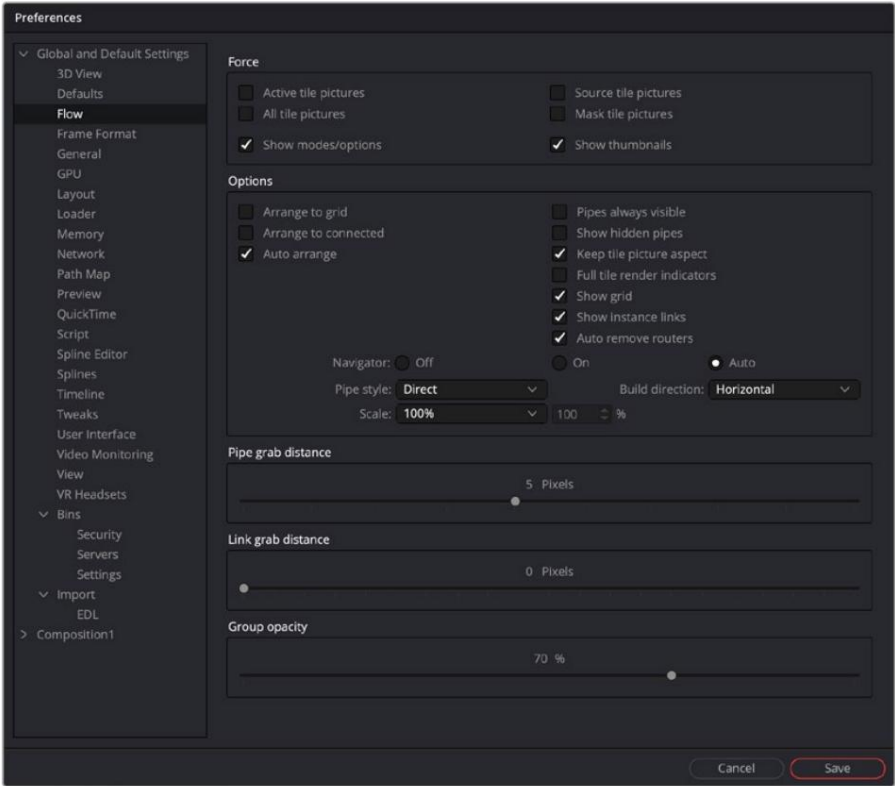 Preferences
Global and Default Settings
3D View
Defaults
Flow
Frame Format
General
GPU
Layout
Loader
Memory
Network
Path Map
Preview
QuickTime
Script
Spline Editor
Splines
Timeline
Tweaks
User Interface
Video Monitoring
View
VR Headsets
Bins
Security
Servers
Settings
Import
EDL
Composition1
Force
Active tile pictures Source tile pictures
All tile pictures Mask tile pictures
Show modes/options Show thumbnails
Options
Arrange to grid Pipes always visible
Arrange to connected Show hidden pipes
Auto arrange Keep tile picture aspect
Full tile render indicators
Show grid
Show instance links
Auto remove routers
Navigator: Off On Auto
Pipe style: Direct Build direction: Horizontal
Scale: 100% 100 %
Pipe grab distance
5 Pixels
Link grab distance
0 Pixels
Group opacity
70 %
Cancel Save